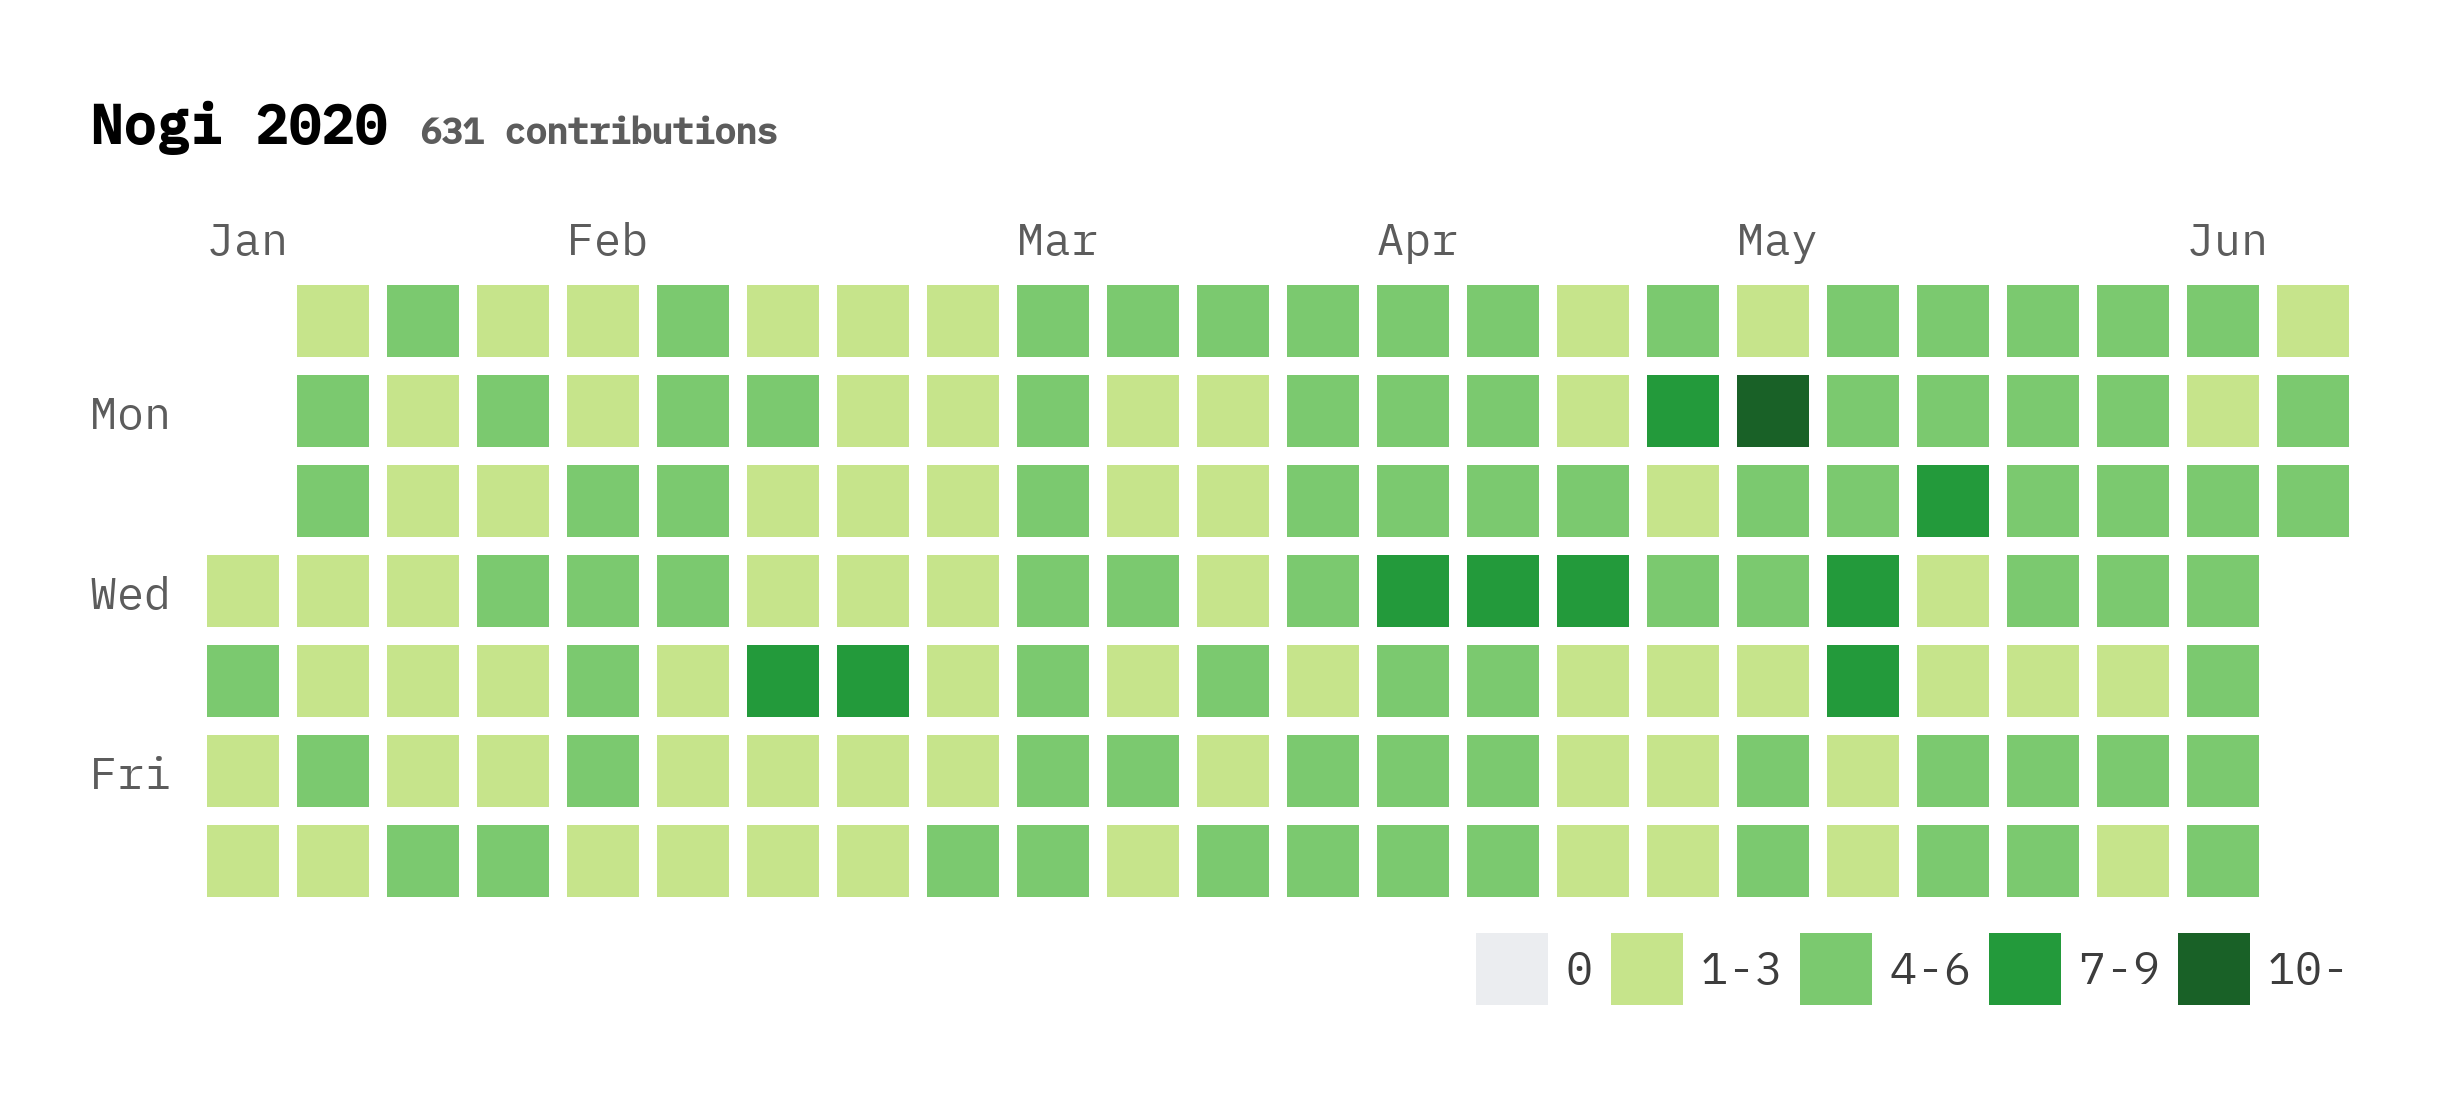 Nogi 2020 631 contributions
Jan Feb Mar Apr May Jun
Mon
Wed
Fri
0 1-3 4-6 7-9 10-